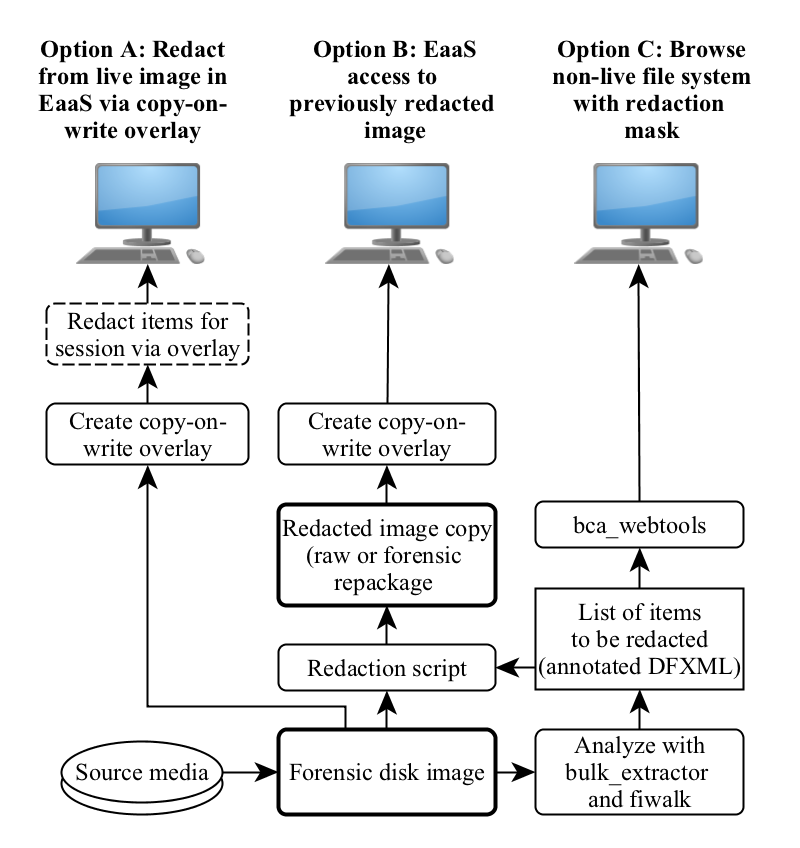 Option A: Redact
from live image in
EaaS via copy-on-
write overlay
Option B: EaaS
access to
previously redacted
image
Option C: Browse
non-live file system
with redaction
mask
Redact items for
session via overlay
Create copy-on-
write overlay
Create copy-on-
write overlay
Redacted image copy
(raw or forensic
repackage
bca_webtools
List of items
to be redacted
(annotated DFXML)
Redaction script
Source media
Forensic disk image
Analyze with
bulk_extractor
and fiwalk